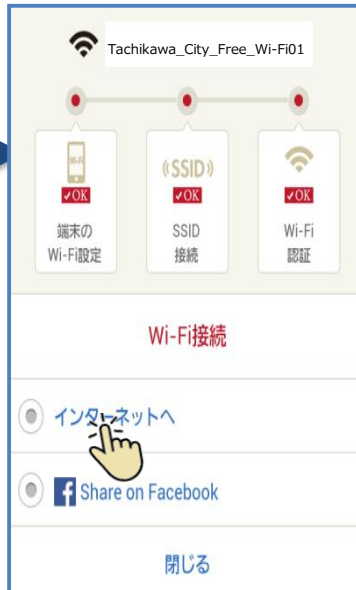 Tachikawa_City_Free_Wi-Fi01
Wi-Fi
✔OK
端末の
Wi-Fi設定
((SSID))
✔OK
SSID
接続
✔OK
Wi-Fi
認証
Wi-Fi接続
インターネットへ
f Share on Facebook
閉じる